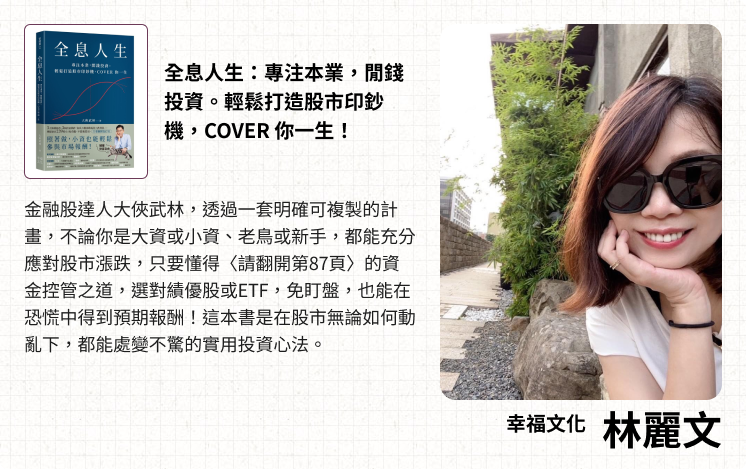 全息人生
全息人生
全息人生：專注本業，閒錢
投資。輕鬆打造股市印鈔
機，COVER 你一生！
金融股達人大俠武林，透過一套明確可複製的計
畫，不論你是大資或小資、老鳥或新手，都能充分
應對股市漲跌，只要懂得〈請翻開第87頁〉的資
金控管之道，選對績優股或ETF，免盯盤，也能在
恐慌中得到預期報酬！這本書是在股市無論如何動
亂下，都能處變不驚的實用投資心法。
幸福文化
林麗文